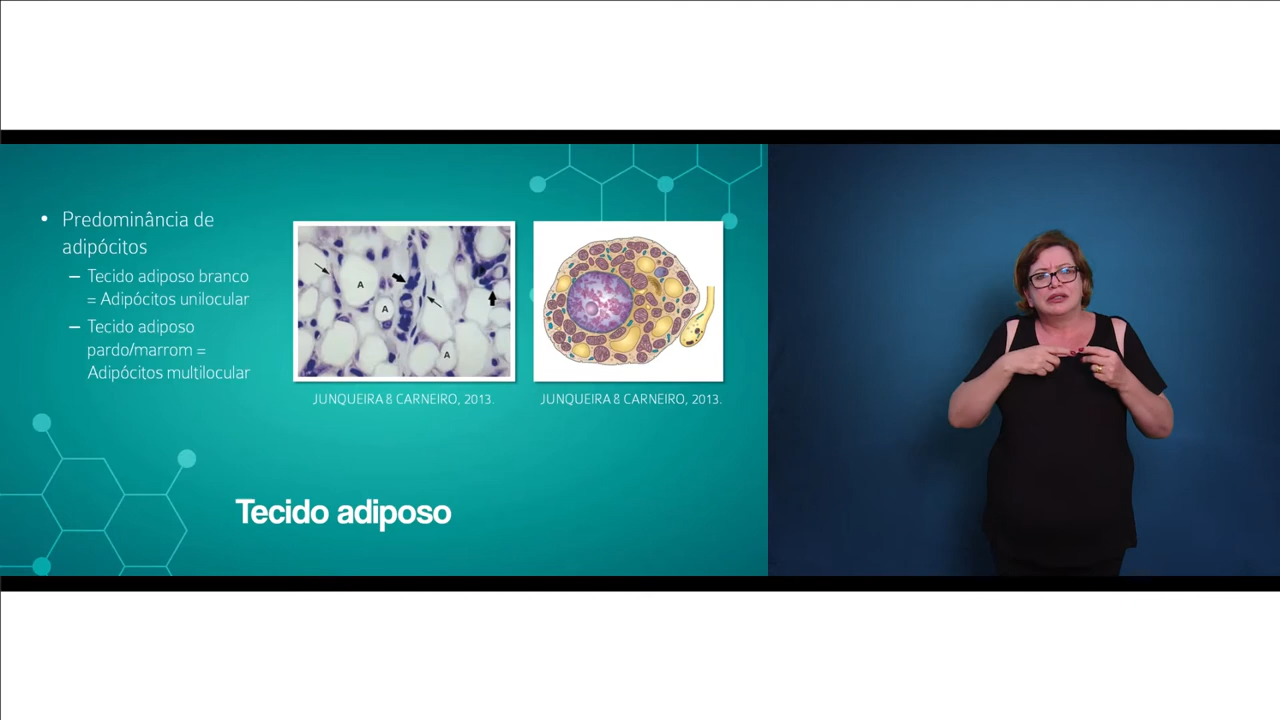 • Predominância de
adipócitos
– Tecido adiposo branco
= Adipócitos unilocular
– Tecido adiposo
pardo/marrom =
Adipócitos multilocular
A
A
A
JUNQUEIRA & CARNEIRO, 2013.
JUNQUEIRA & CARNEIRO, 2013.
Tecido adiposo